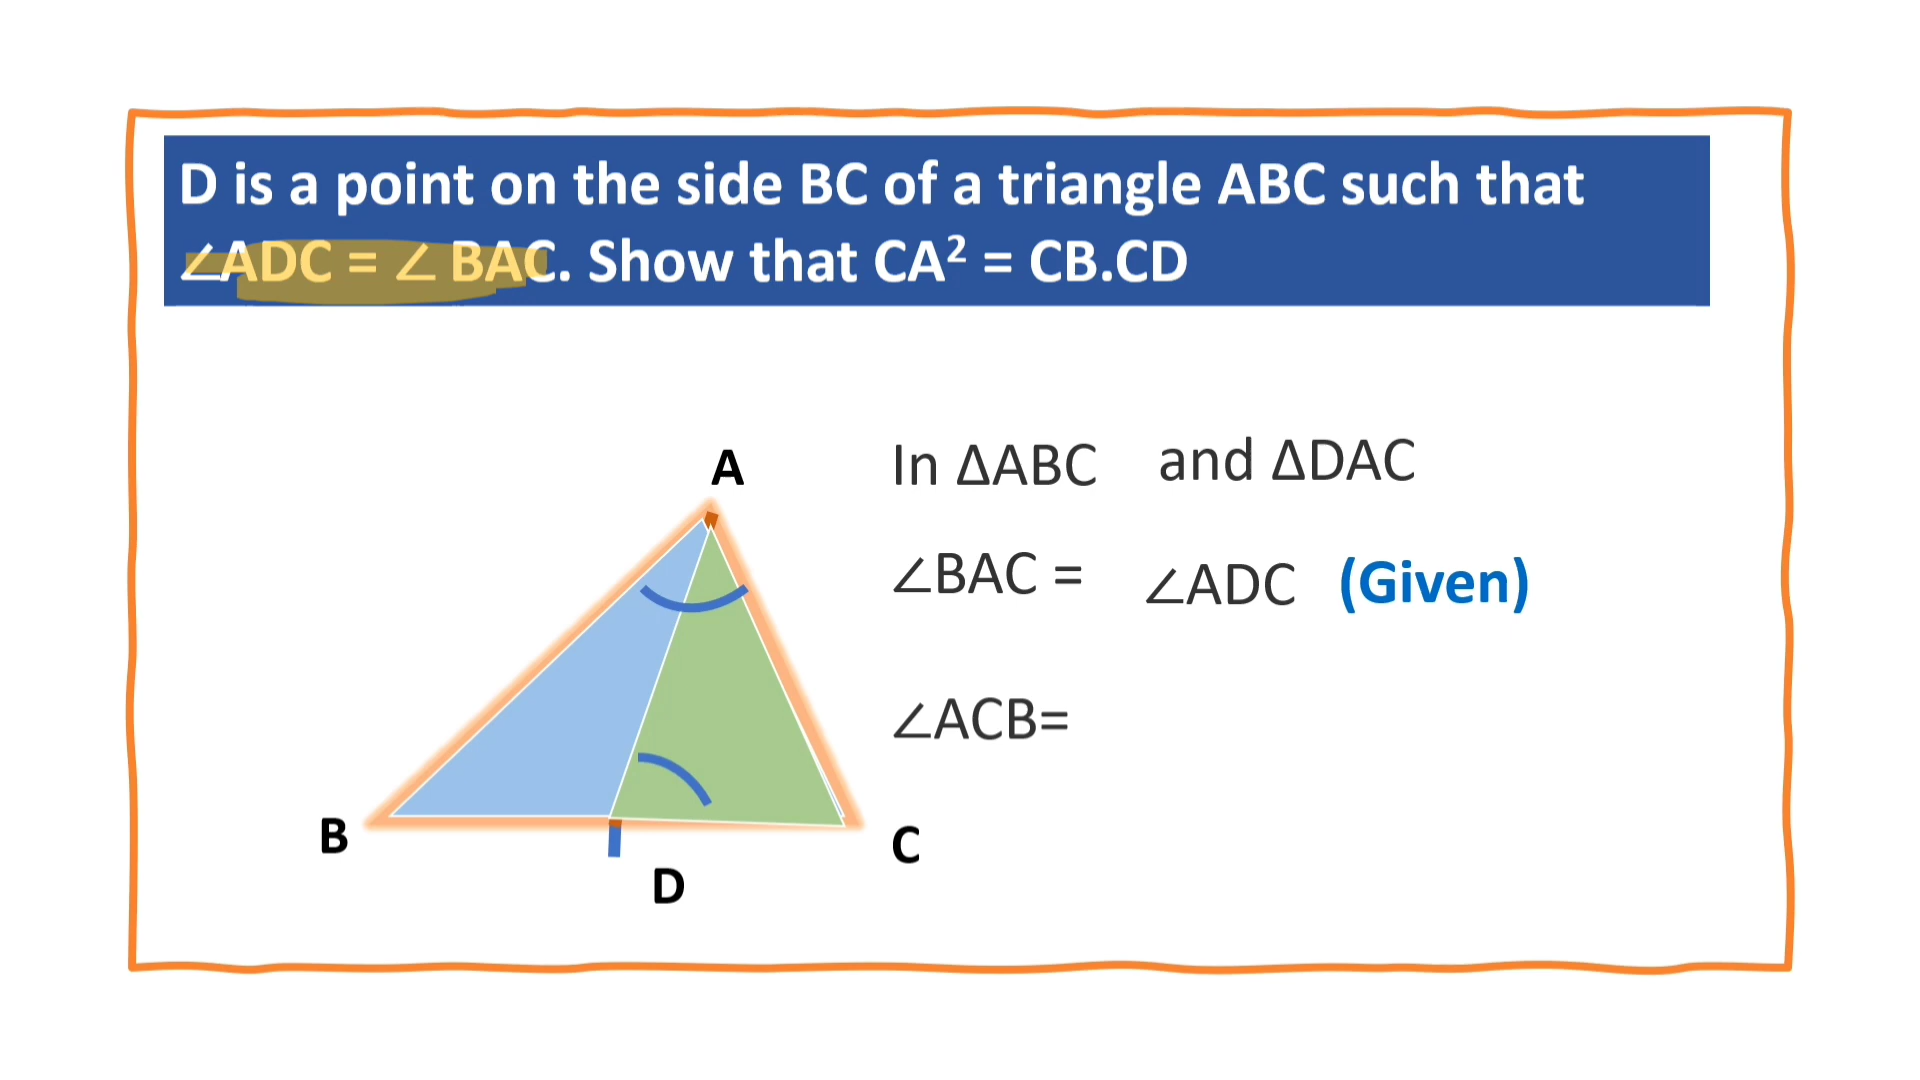 D is a point on the side BC of a triangle ABC such that
∠ADC = ∠ BAC. Show that CA² = CB.CD
In ΔABC and ΔDAC
∠BAC = ∠ADC (Given)
∠ACB=
A
B
C
D